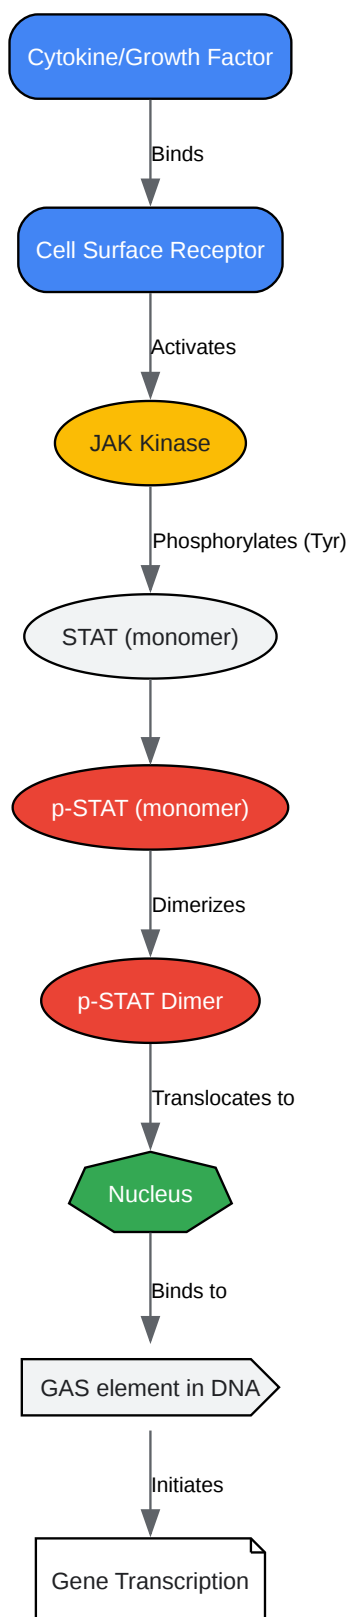 Cytokine/Growth Factor
Binds
Cell Surface Receptor
Activates
JAK Kinase
Phosphorylates (Tyr)
STAT (monomer)
p-STAT (monomer)
Dimerizes
p-STAT Dimer
Translocates to
Nucleus
Binds to
GAS element in DNA
Initiates
Gene Transcription